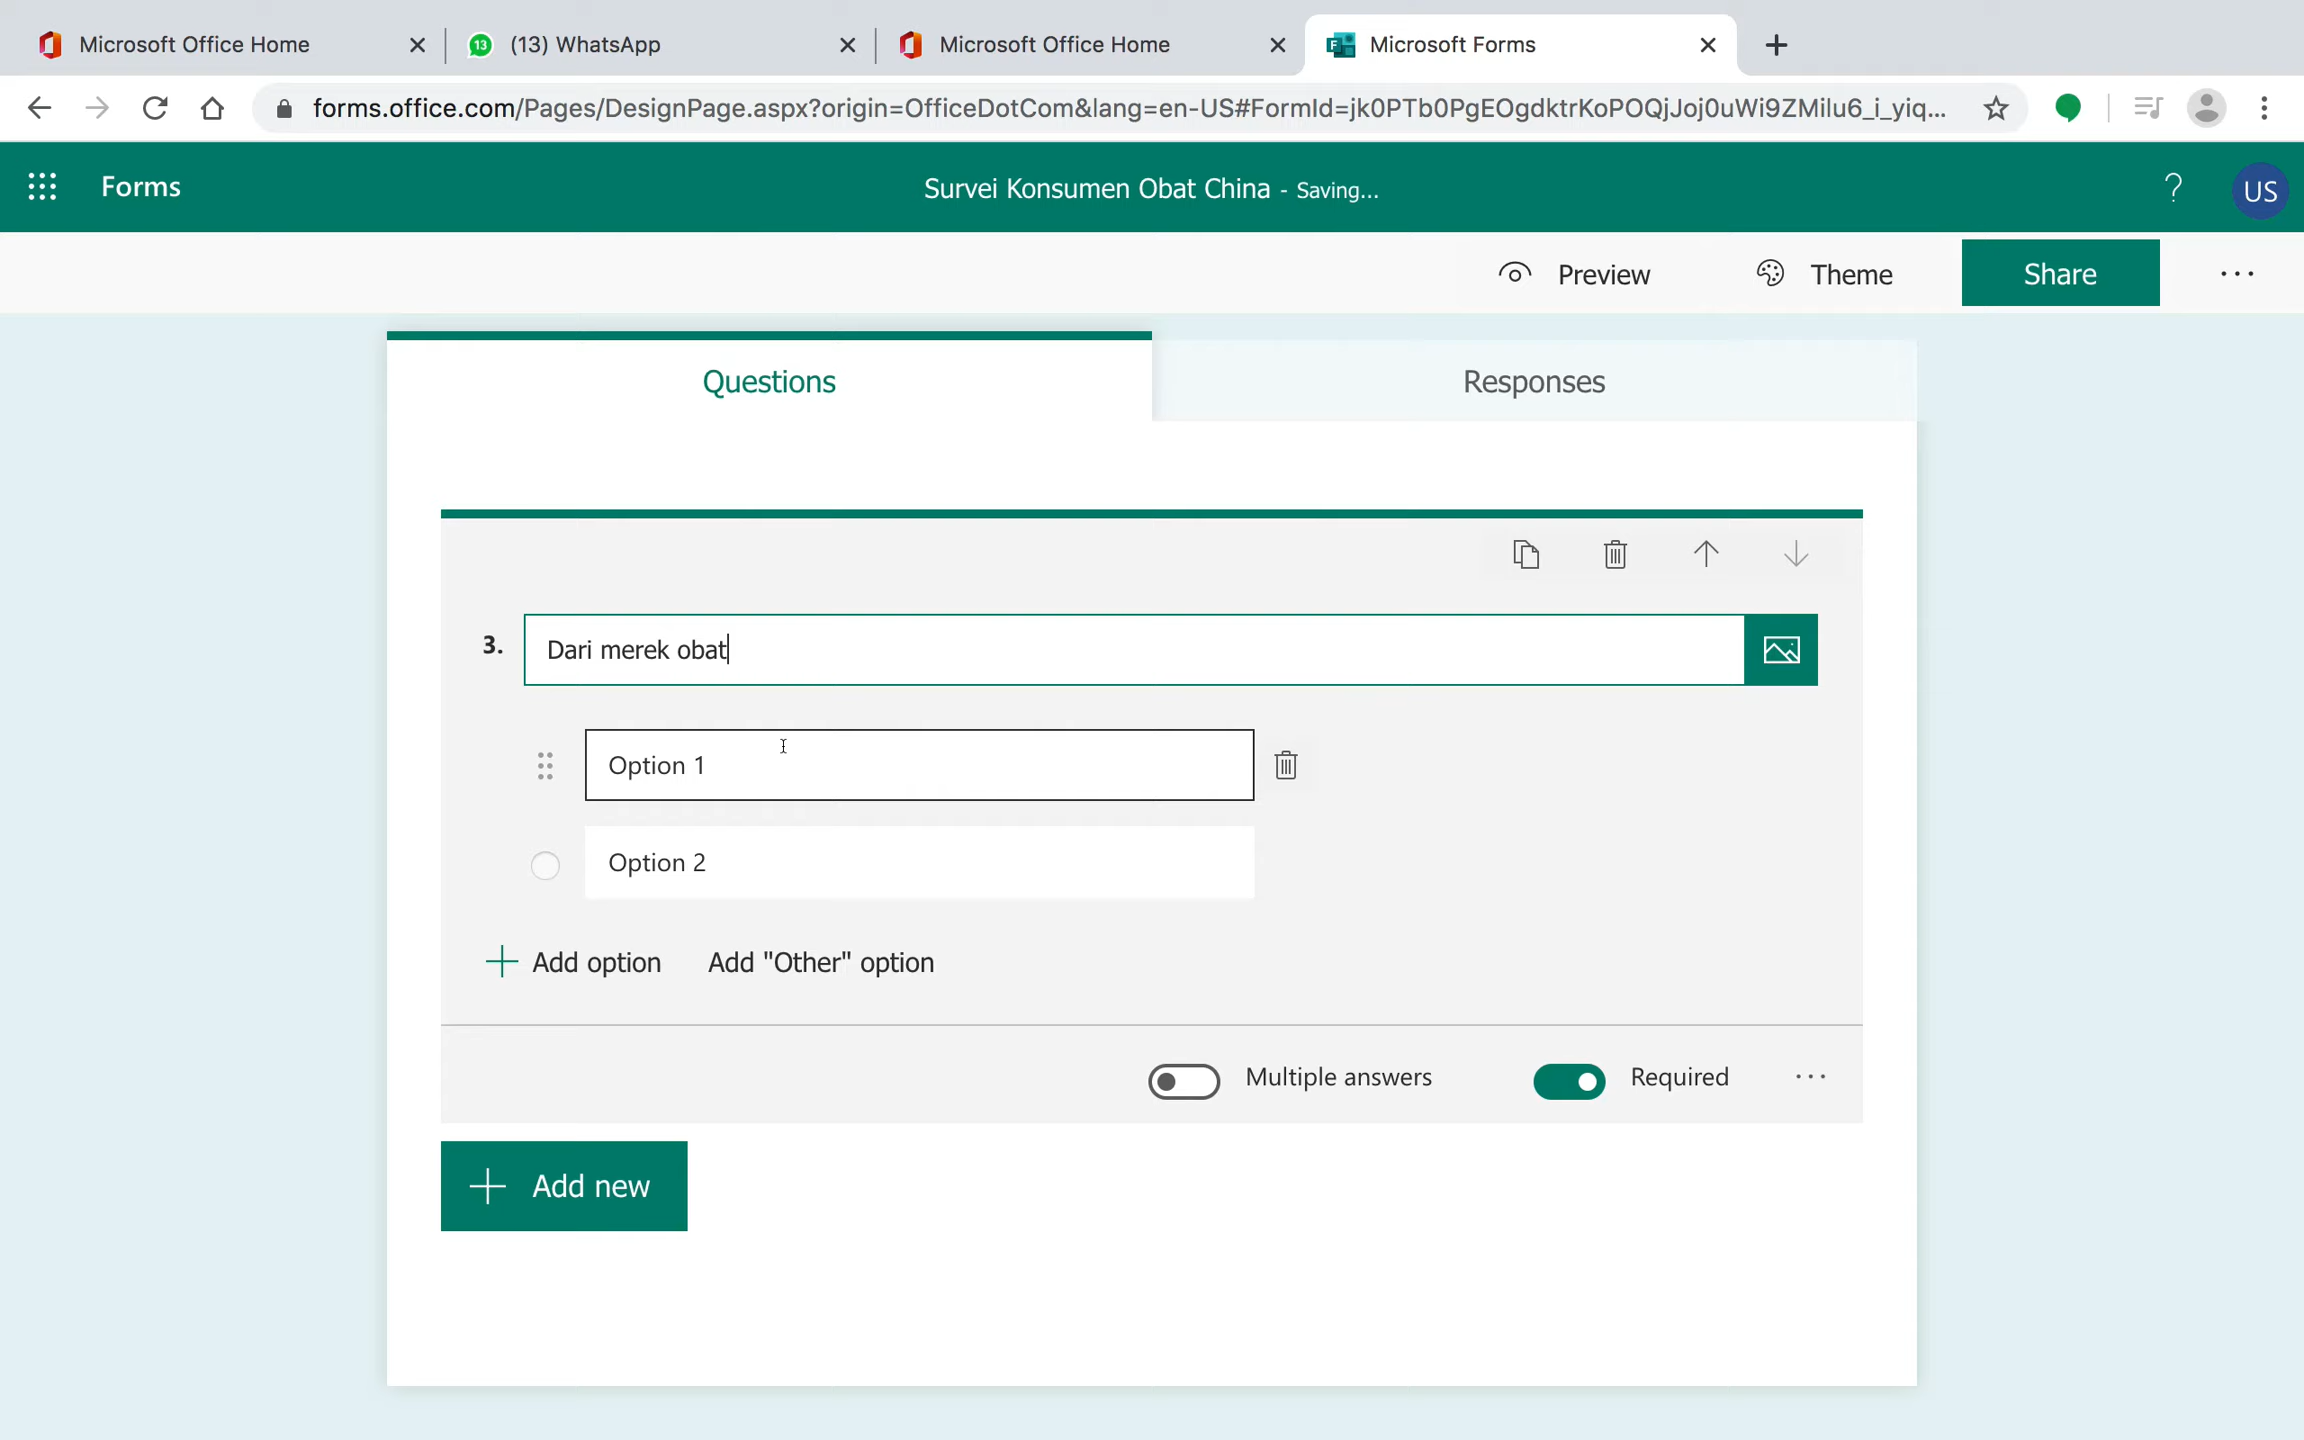 Microsoft Office Home
13 (13) WhatsApp
Microsoft Office Home
F Microsoft Forms
forms.office.com/Pages/DesignPage.aspx?origin=OfficeDotCom&lang=en-US#FormId=jk0PTb0PgEOgdktrKoPOQjJoj0uWi9ZMilu6_i_yiq...
Forms
Survei Konsumen Obat China - Saving...
? US
Preview
Theme
Share
Questions
Responses
3. Dari merek obat
Option 1
Option 2
Add option
Add "Other" option
Multiple answers
Required
Add new